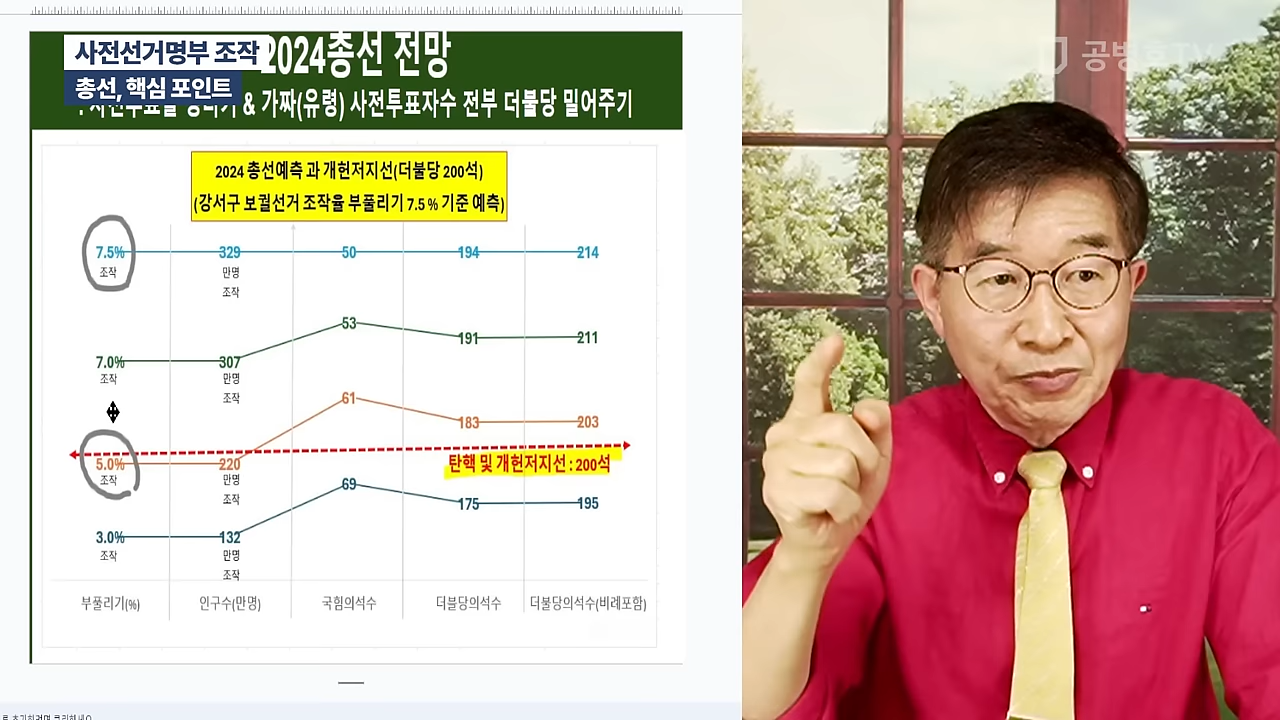 사전선거명부 조작
총선, 핵심 포인트
2024총선 전망
& 가짜(유령) 사전투표자수 전부 더불당 밀어주기
2024 총선예측 과 개헌저지선(더불당 200석)
(강서구 보궐선거 조작율 부풀리기 7.5 % 기준 예측)
7.5% 329 50 194 214
조작 만명
조작
7.0% 307 53 191 211
조작 만명
조작
5.0% 220 61 183 203
조작 만명
조작
탄핵 및 개헌저지선 : 200석
3.0% 132 69 175 195
조작 만명
조작
부풀리기(%) 인구수(만명) 국힘의석수 더불당의석수 더불당의석수(비례포함)
공병호TV